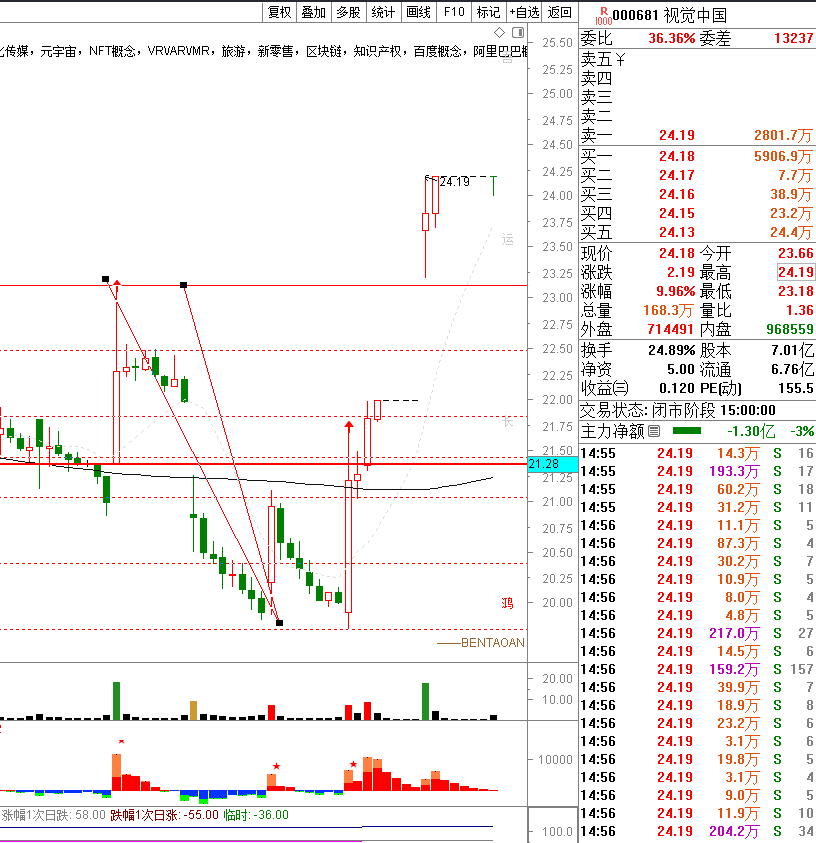 复权 叠加 多股 统计 画线 F10 标记 +自选 返回
R
1000 000681 视觉中国
委比 36.36% 委差 13237
化传媒，元宇宙，NFT概念，VRVARVMR，旅游，新零售，区块链，知识产权，百度概念，阿里巴巴概
卖五 ￥
卖四
卖三
卖二
卖一 24.19 2801.7万
买一 24.18 5906.9万
买二 24.17 7.7万
买三 24.16 38.9万
买四 24.15 23.2万
买五 24.13 24.4万
现价 24.18 今开 23.66
涨跌 2.19 最高 24.19
涨幅 9.96% 最低 23.18
总量 168.3万 量比 1.36
外盘 714491 内盘 968559
换手 24.89% 股本 7.01亿
净资 5.00 流通 6.76亿
收益㈢ 0.120 PE(动) 155.5
交易状态: 闭市阶段 15:00:00
主力净额 -1.30亿 -3%
14:55 24.19 14.3万 S 16
14:55 24.19 193.3万 S 17
14:55 24.19 60.2万 S 18
14:55 24.19 31.2万 S 11
14:56 24.19 11.1万 S 5
14:56 24.19 87.3万 S 4
14:56 24.19 30.2万 S 7
14:56 24.19 10.9万 S 5
14:56 24.19 8.0万 S 4
14:56 24.19 4.8万 S 5
14:56 24.19 217.0万 S 27
14:56 24.19 14.5万 S 6
14:56 24.19 159.2万 S 157
14:56 24.19 39.9万 S 7
14:56 24.19 18.9万 S 8
14:56 24.19 23.2万 S 6
14:56 24.19 3.1万 S 6
14:56 24.19 19.8万 S 5
14:56 24.19 3.1万 S 4
14:56 24.19 9.0万 S 5
14:56 24.19 11.9万 S 10
14:56 24.19 204.2万 S 34
25.50
25.25
25.00
24.75
24.50
24.25
24.00
23.75
23.50
23.25
23.00
22.75
22.50
22.25
22.00
21.75
21.50
21.28
21.25
21.00
20.75
20.50
20.25
20.00
24.19
运
长
鸿
BENTAOAN
20.00
10.00
10000
涨幅1次日跌: 58.00 跌幅1次日涨: -55.00 临时: -36.00
100.0